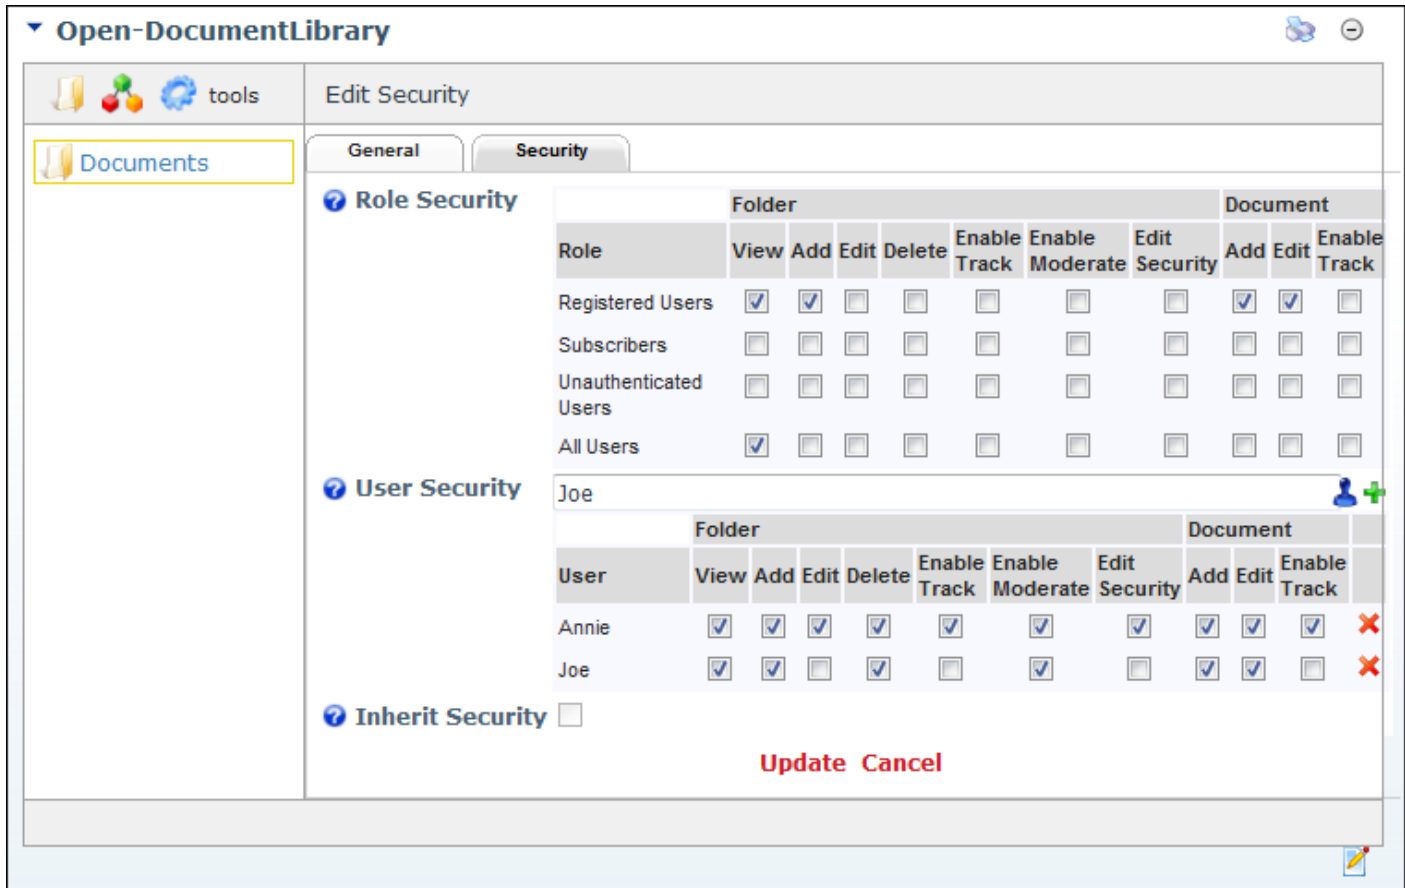 Open-DocumentLibrary
tools
Edit Security
Documents
General
Security
Role Security
Folder Document
Role View Add Edit Delete Enable Track Enable Moderate Edit Security Add Edit Enable Track
Registered Users
Subscribers
Unauthenticated
Users
All Users
User Security
Joe
Folder Document
User View Add Edit Delete Enable Track Enable Moderate Edit Security Add Edit Enable Track
Annie
Joe
Inherit Security
Update Cancel